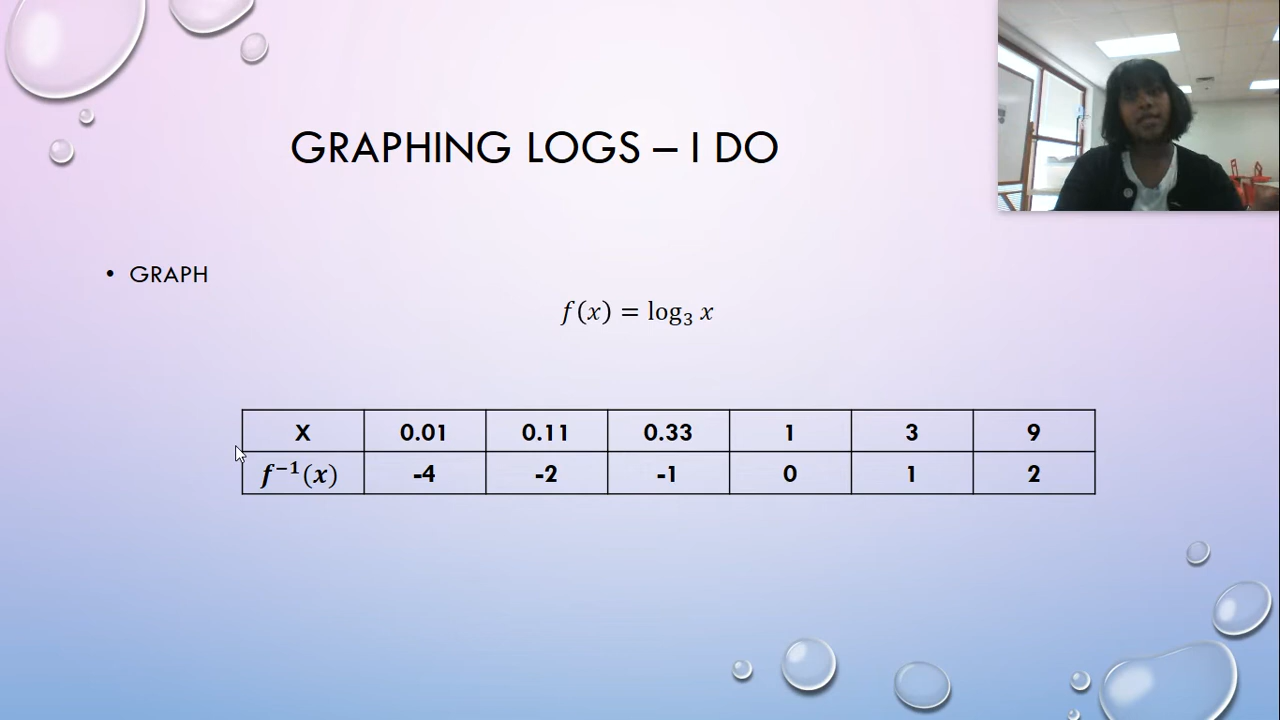 GRAPHING LOGS – I DO
• GRAPH
f(x) = log₃ x
X 0.01 0.11 0.33 1 3 9
f⁻¹(x) -4 -2 -1 0 1 2